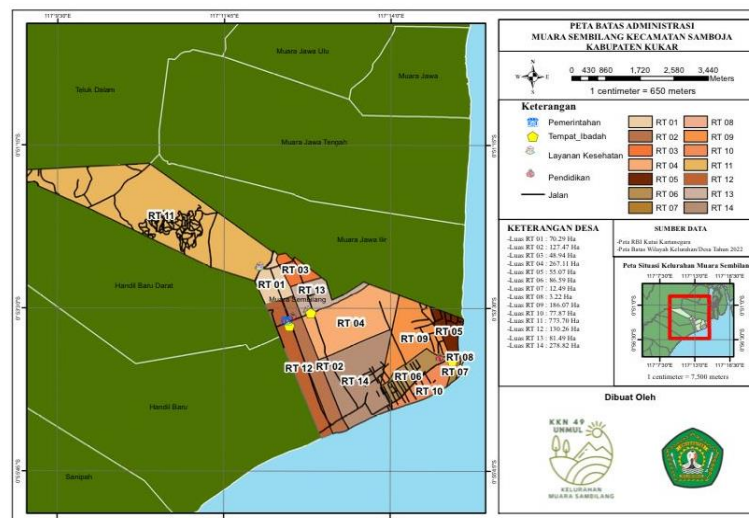 PETA BATAS ADMINISTRASI
MUARA SEMBILANG KECAMATAN SAMBOJA
KABUPATEN KUKAR
0 430 860 1,720 2,580 3,440
Meters
1 centimeter = 650 meters
Keterangan
Pemerintahan
Tempat_Ibadah
Layanan Kesehatan
Pendidikan
Jalan
RT 01
RT 02
RT 03
RT 04
RT 05
RT 06
RT 07
RT 08
RT 09
RT 10
RT 11
RT 12
RT 13
RT 14
KETERANGAN DESA
-Luas RT 01 : 70.29 Ha
-Luas RT 02 : 127.47 Ha
-Luas RT 03 : 48.94 Ha
-Luas RT 04 : 267.11 Ha
-Luas RT 05 : 55.07 Ha
-Luas RT 06 : 86.59 Ha
-Luas RT 07 : 12.49 Ha
-Luas RT 08 : 3.22 Ha
-Luas RT 09 : 186.07 Ha
-Luas RT 10 : 77.87 Ha
-Luas RT 11 : 773.76 Ha
-Luas RT 12 : 130.26 Ha
-Luas RT 13 : 81.49 Ha
-Luas RT 14 : 278.82 Ha
SUMBER DATA
-Peta RBI Kutai Kartanegara
-Peta Batas Wilayah Kelurahan/Desa Tahun 2022
Peta Situasi Kelurahan Muara Sembilang
1 centimeter = 7,500 meters
Dibuat Oleh
KKN 49
UNMUL
KELURAHAN
MUARA SAMBILANG
Muara Jawa Ulu
Muara Jawa
Teluk Dalam
Muara Jawa Tengah
Muara Jawa Ilir
RT 11
RT 03
RT 01
RT 13
Handil Baru Darat
Muara Sembilang
RT 04
RT 05
RT 09
RT 08
RT 12
RT 02
RT 14
RT 06
RT 07
RT 10
Handil Baru
Sanipah